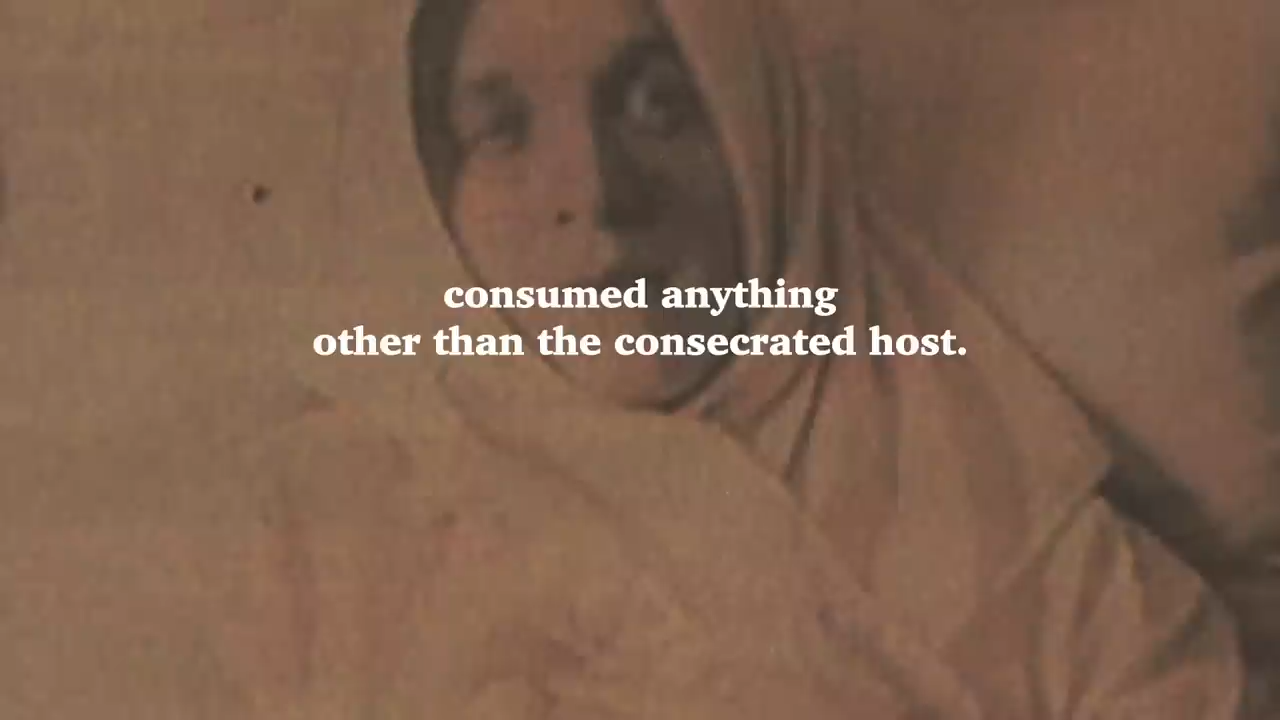 consumed anything
other than the consecrated host.